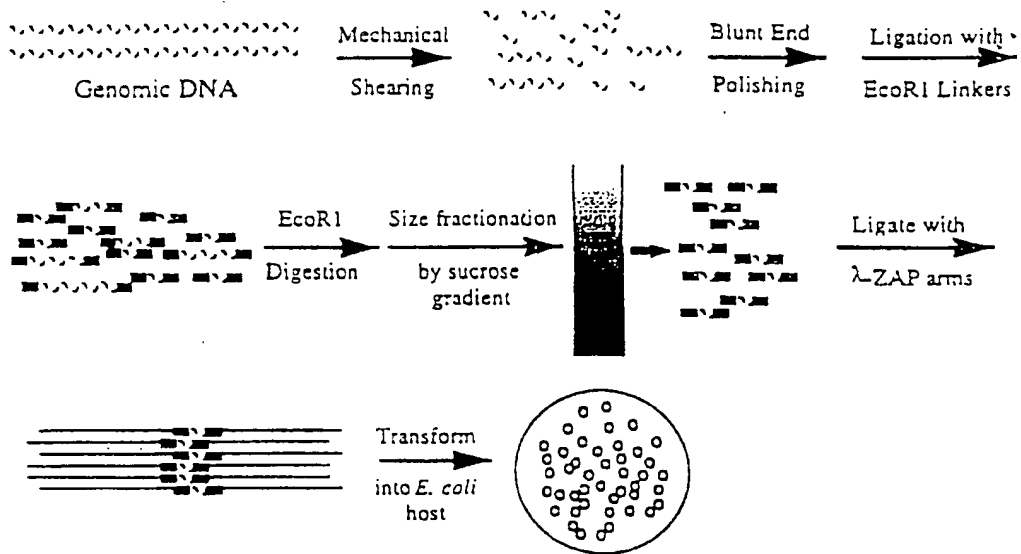 Genomic DNA
Mechanical
Shearing
Blunt End
Polishing
Ligation with
EcoR1 Linkers
EcoR1
Digestion
Size fractionation
by sucrose
gradient
Ligate with
λ-ZAP arms
Transform
into E. coli
host